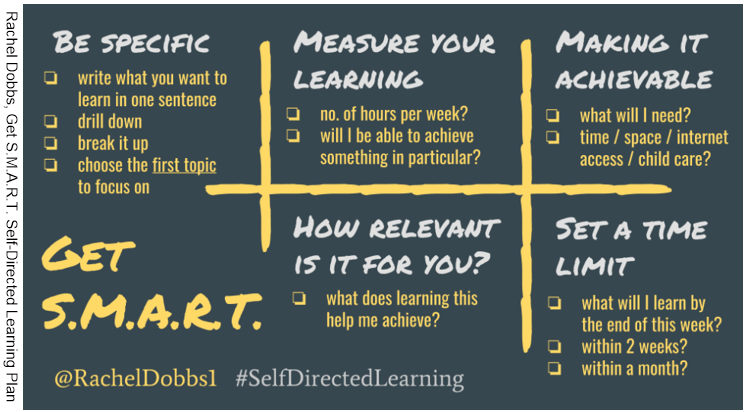 Rachel Dobbs, Get S.M.A.R.T. Self-Directed Learning Plan
BE SPECIFIC
write what you want to
learn in one sentence
drill down
break it up
choose the first topic
to focus on
MEASURE YOUR
LEARNING
no. of hours per week?
will I be able to achieve
something in particular?
MAKING IT
ACHIEVABLE
what will I need?
time / space / internet
access / child care?
GET
S.M.A.R.T.
HOW RELEVANT
IS IT FOR YOU?
what does learning this
help me achieve?
SET A TIME
LIMIT
what will I learn by
the end of this week?
within 2 weeks?
within a month?
@RachelDobbs1 #SelfDirectedLearning